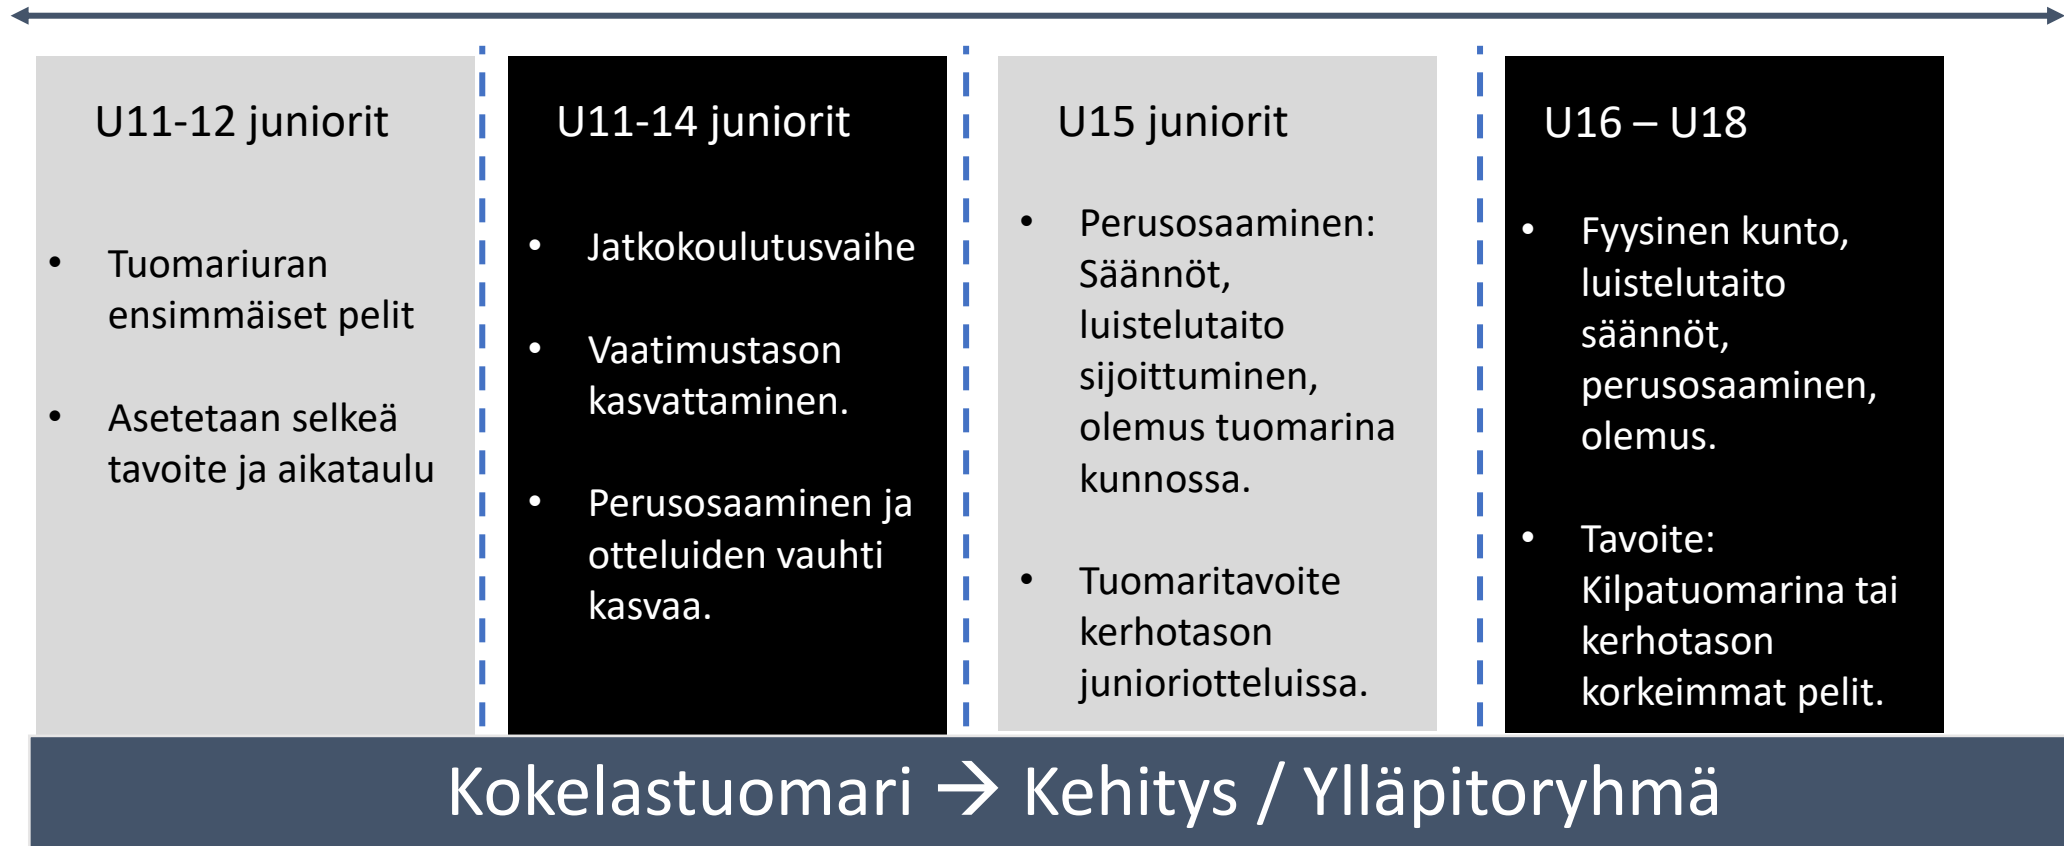 U11-12 juniorit
• Tuomariuran
ensimmäiset pelit
• Asetetaan selkeä
tavoite ja aikataulu
U11-14 juniorit
• Jatkokoulutusvaihe
• Vaatimustason
kasvattaminen.
• Perusosaaminen ja
otteluiden vauhti
kasvaa.
U15 juniorit
• Perusosaaminen:
Säännöt,
luistelutaito
sijoittuminen,
olemus tuomarina
kunnossa.
• Tuomaritavoite
kerhotason
junioriotteluissa.
U16 – U18
• Fyysinen kunto,
luistelutaito
säännöt,
perusosaaminen,
olemus.
• Tavoite:
Kilpatuomarina tai
kerhotason
korkeimmat pelit.
Kokelastuomari → Kehitys / Ylläpitoryhmä